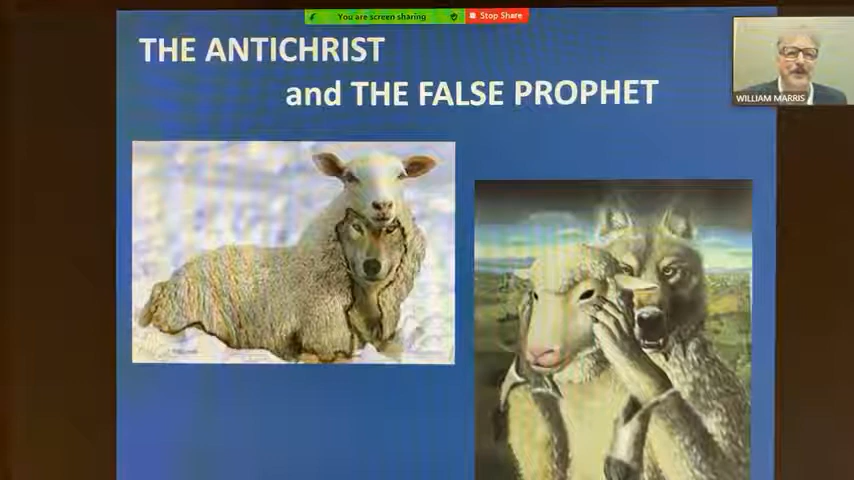 You are screen sharing
Stop Share
THE ANTICHRIST
and THE FALSE PROPHET
WILLIAM MARRIS